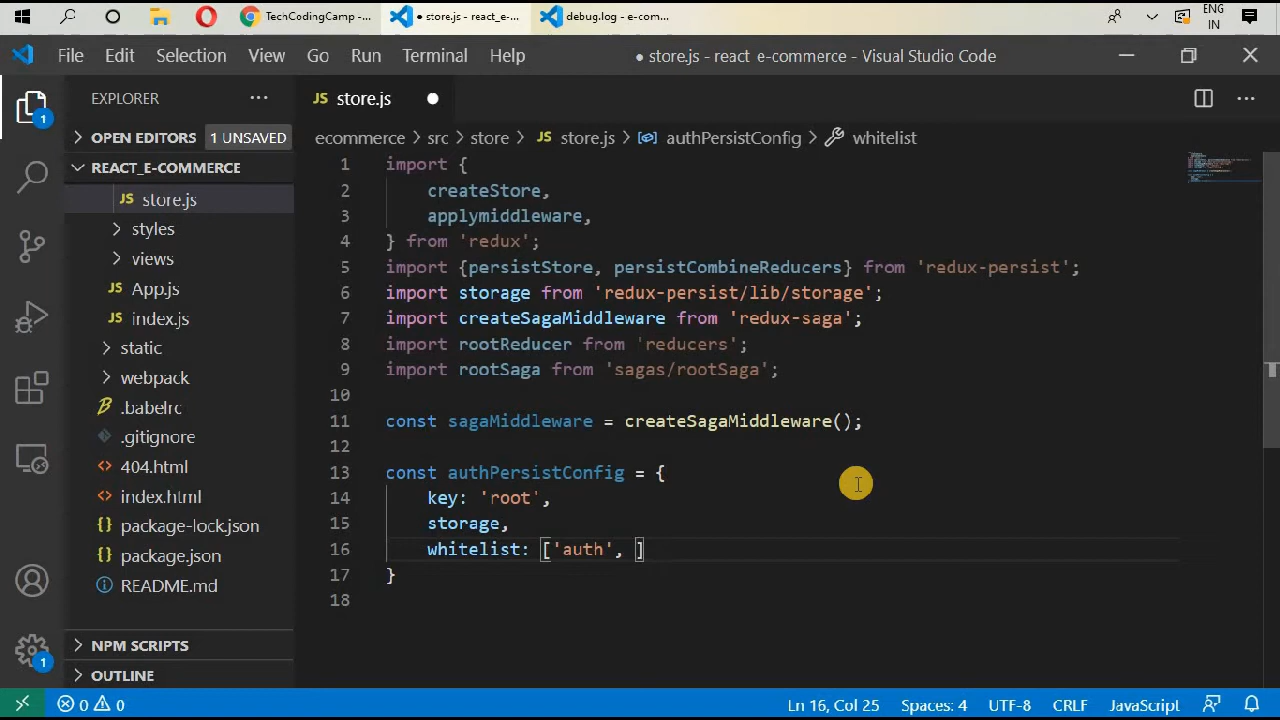 TechCodingCamp -...
● store.js - react_e-...
debug.log - e-com...
ENG
IN
File Edit Selection View Go Run Terminal Help ● store.js - react_e-commerce - Visual Studio Code
EXPLORER ...
OPEN EDITORS 1 UNSAVED
REACT_E-COMMERCE
JS store.js
styles
views
JS App.js
JS index.js
static
webpack
.babelrc
.gitignore
404.html
index.html
package-lock.json
package.json
README.md
NPM SCRIPTS
OUTLINE
1
1
JS store.js ●
ecommerce > src > store > JS store.js > authPersistConfig > whitelist
1 import {
2 createStore,
3 applymiddleware,
4 } from 'redux';
5 import {persistStore, persistCombineReducers} from 'redux-persist';
6 import storage from 'redux-persist/lib/storage';
7 import createSagaMiddleware from 'redux-saga';
8 import rootReducer from 'reducers';
9 import rootSaga from 'sagas/rootSaga';
10
11 const sagaMiddleware = createSagaMiddleware();
12
13 const authPersistConfig = {
14 key: 'root',
15 storage,
16 whitelist: ['auth', ]
17 }
18
0 0 Ln 16, Col 25 Spaces: 4 UTF-8 CRLF JavaScript